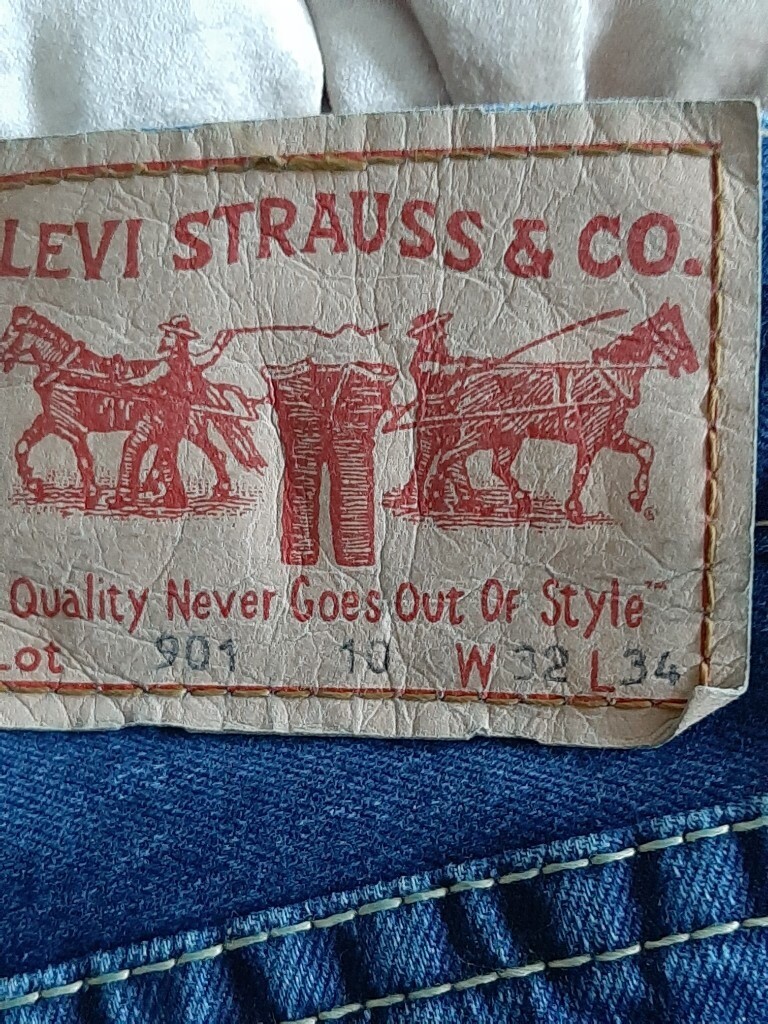 LEVI STRAUSS & CO.
Quality Never Goes Out Of Style™
Lot 901 10 W 32 L 34